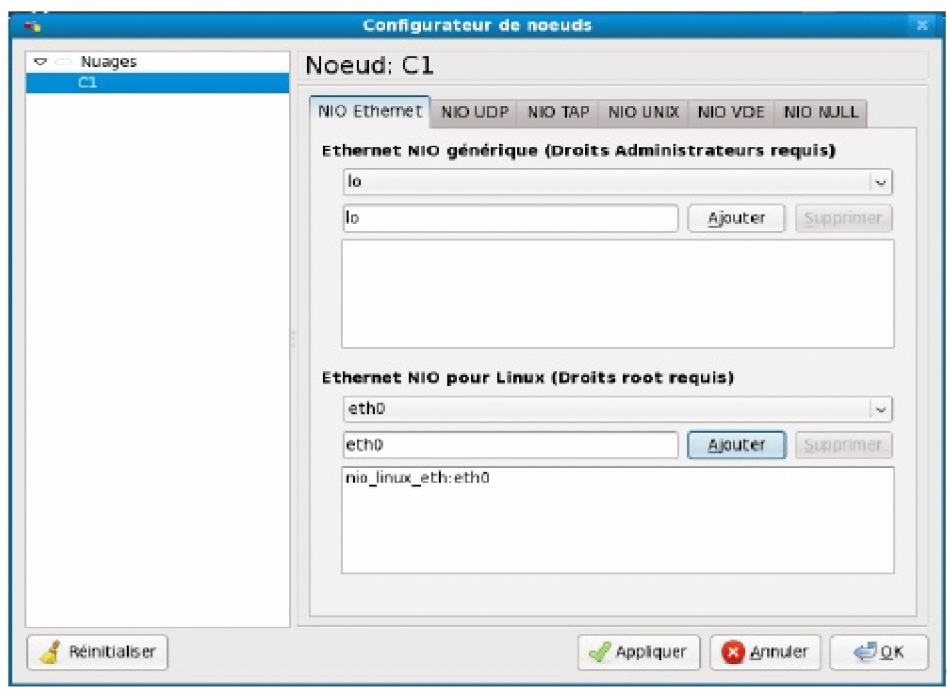 Configurateur de noeuds
Nuages
C1
Noeud: C1
NIO Ethernet NIO UDP NIO TAP NIO UNIX NIO VDE NIO NULL
Ethernet NIO générique (Droits Administrateurs requis)
lo
lo Ajouter Supprimer
Ethernet NIO pour Linux (Droits root requis)
eth0
eth0 Ajouter Supprimer
nio_linux_eth:eth0
Réinitialiser Appliquer Annuler OK